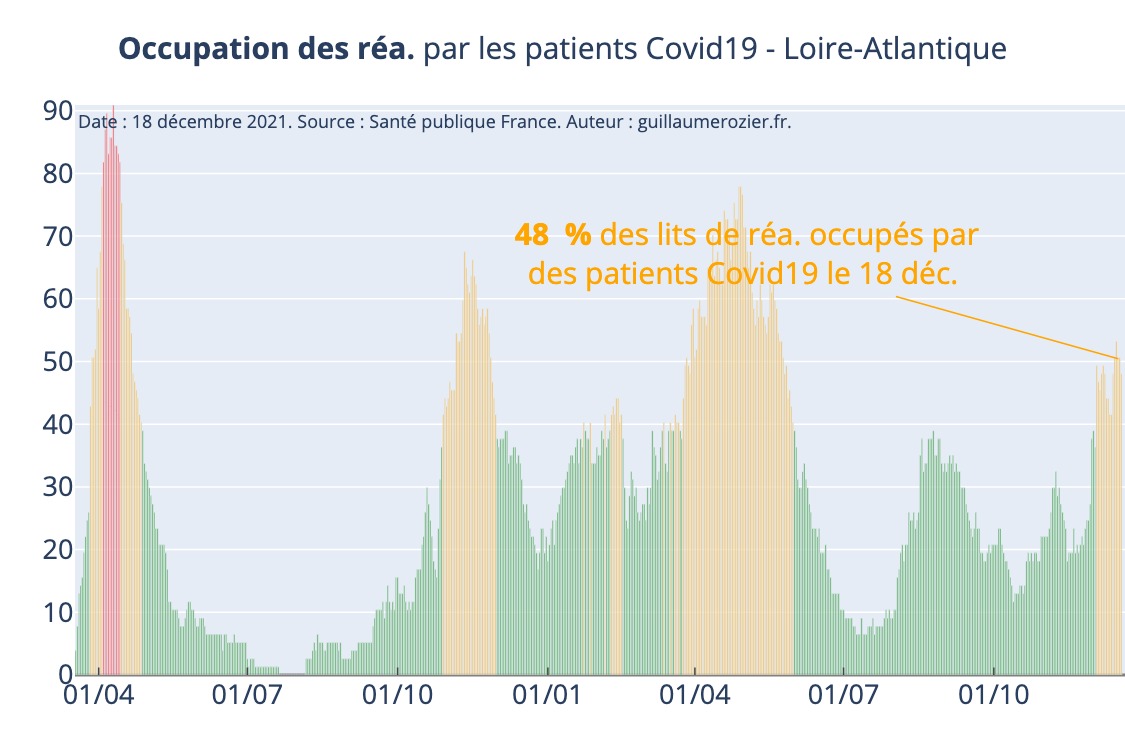 Occupation des réa. par les patients Covid19 - Loire-Atlantique
90
Date : 18 décembre 2021. Source : Santé publique France. Auteur : guillaumerozier.fr.
80
70
48 % des lits de réa. occupés par
des patients Covid19 le 18 déc.
60
50
40
30
20
10
0
01/04 01/07 01/10 01/01 01/04 01/07 01/10